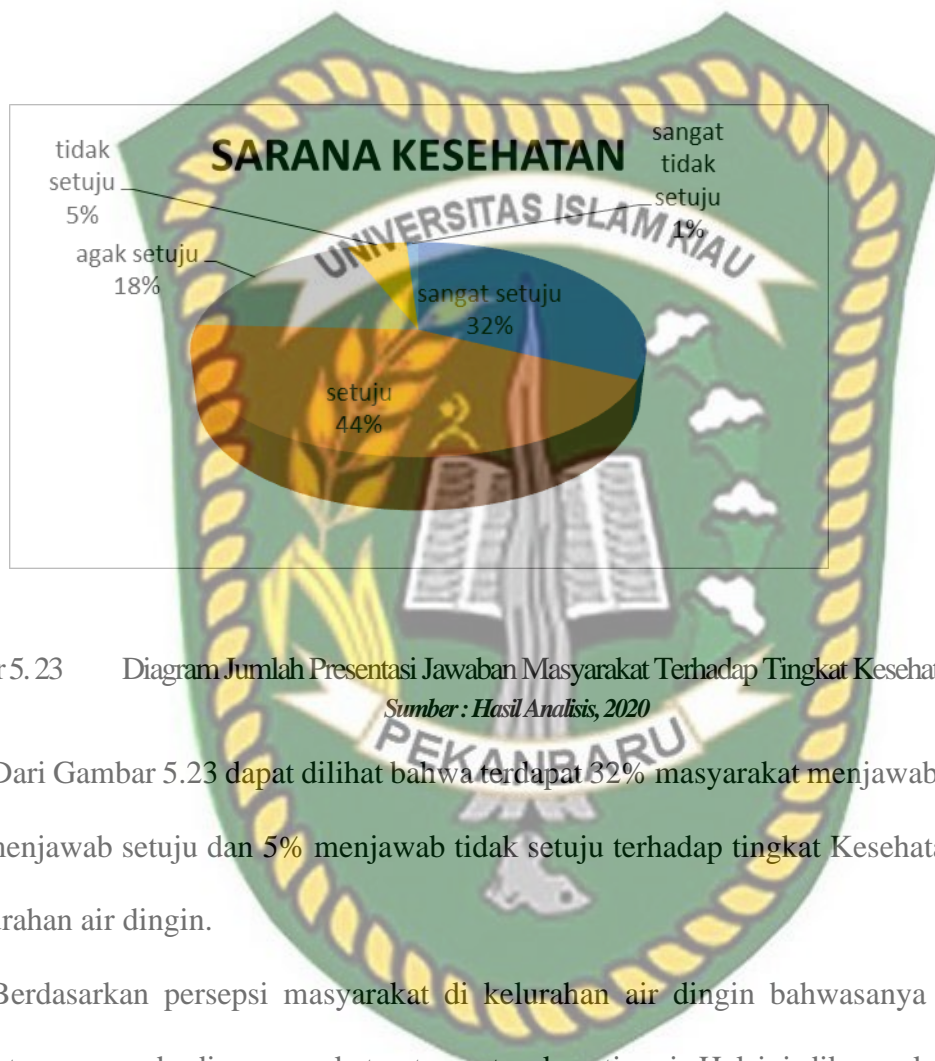 SARANA KESEHATAN
tidak
setuju
5%
sangat
tidak
setuju
1%
agak setuju
18%
sangat setuju
32%
setuju
44%
UNIVERSITAS ISLAM RIAU
r 5. 23 Diagram Jumlah Presentasi Jawaban Masyarakat Terhadap Tingkat Kesehat
Sumber : Hasil Analisis, 2020
PEKANBARU
Dari Gambar 5.23 dapat dilihat bahwa terdapat 32% masyarakat menjawab
menjawab setuju dan 5% menjawab tidak setuju terhadap tingkat Kesehata
urahan air dingin.
Berdasarkan persepsi masyarakat di kelurahan air dingin bahwasanya